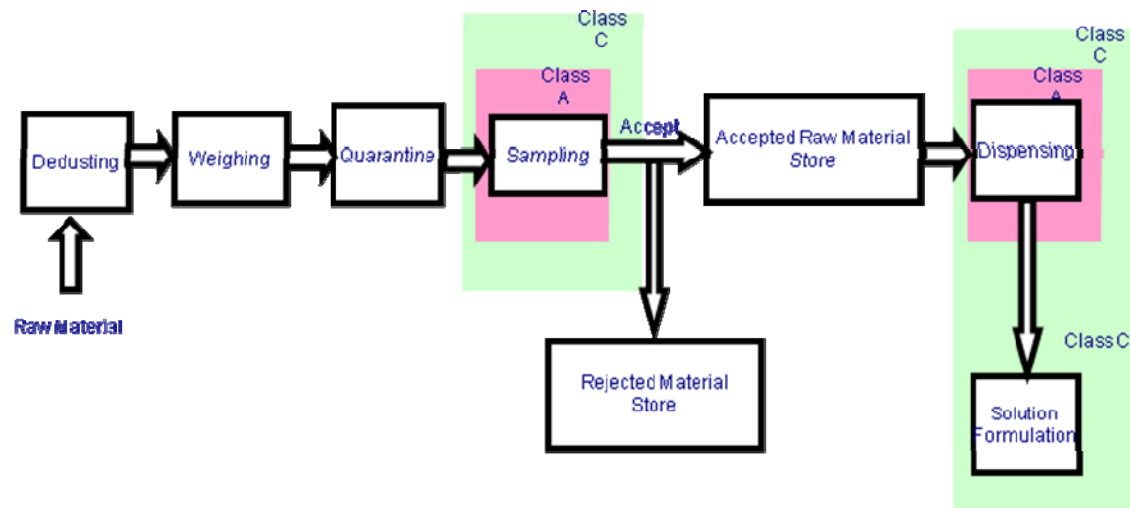 Class
C
Class
A
Class
C
Class
A
Dedusting
Weighing
Quarantine
Sampling
Accept
Accepted Raw Material
Store
Dispensing
Raw Material
Rejected Material
Store
Class C
Solution
Formulation